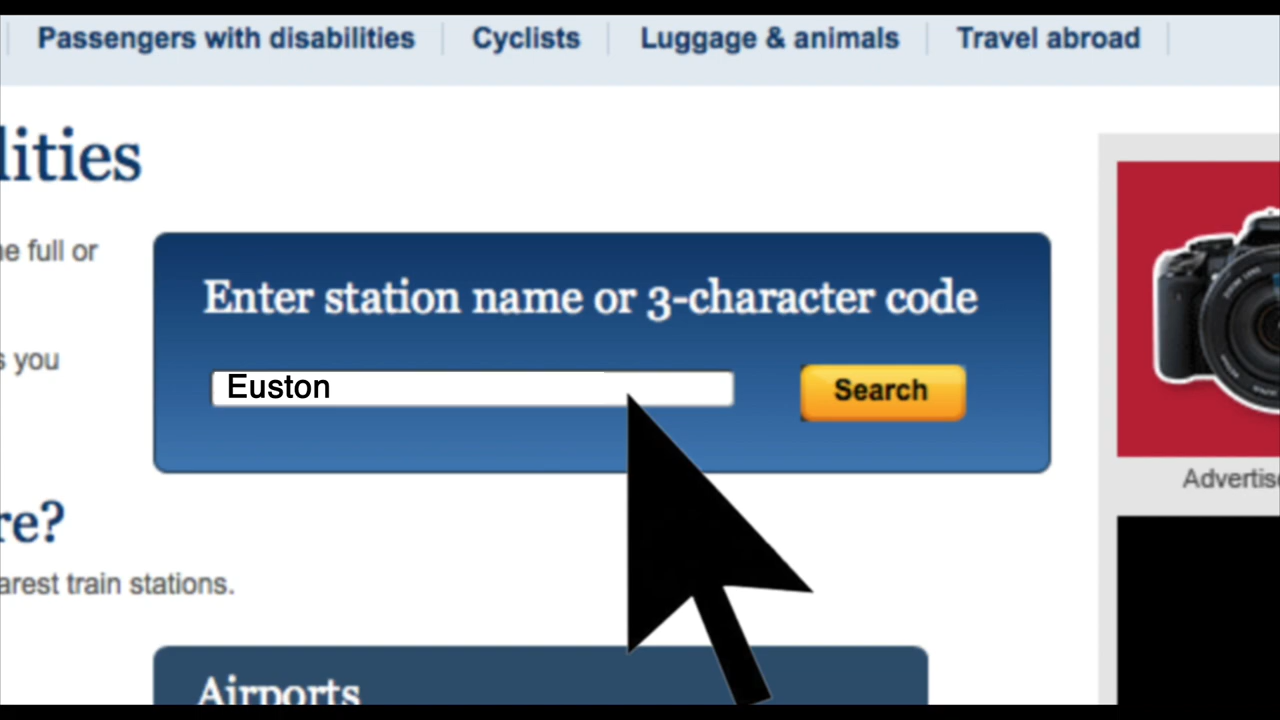 Passengers with disabilities Cyclists Luggage & animals Travel abroad
lities
e full or
Enter station name or 3-character code
s you
Euston Search
Advertis
re?
arest train stations.
Airports